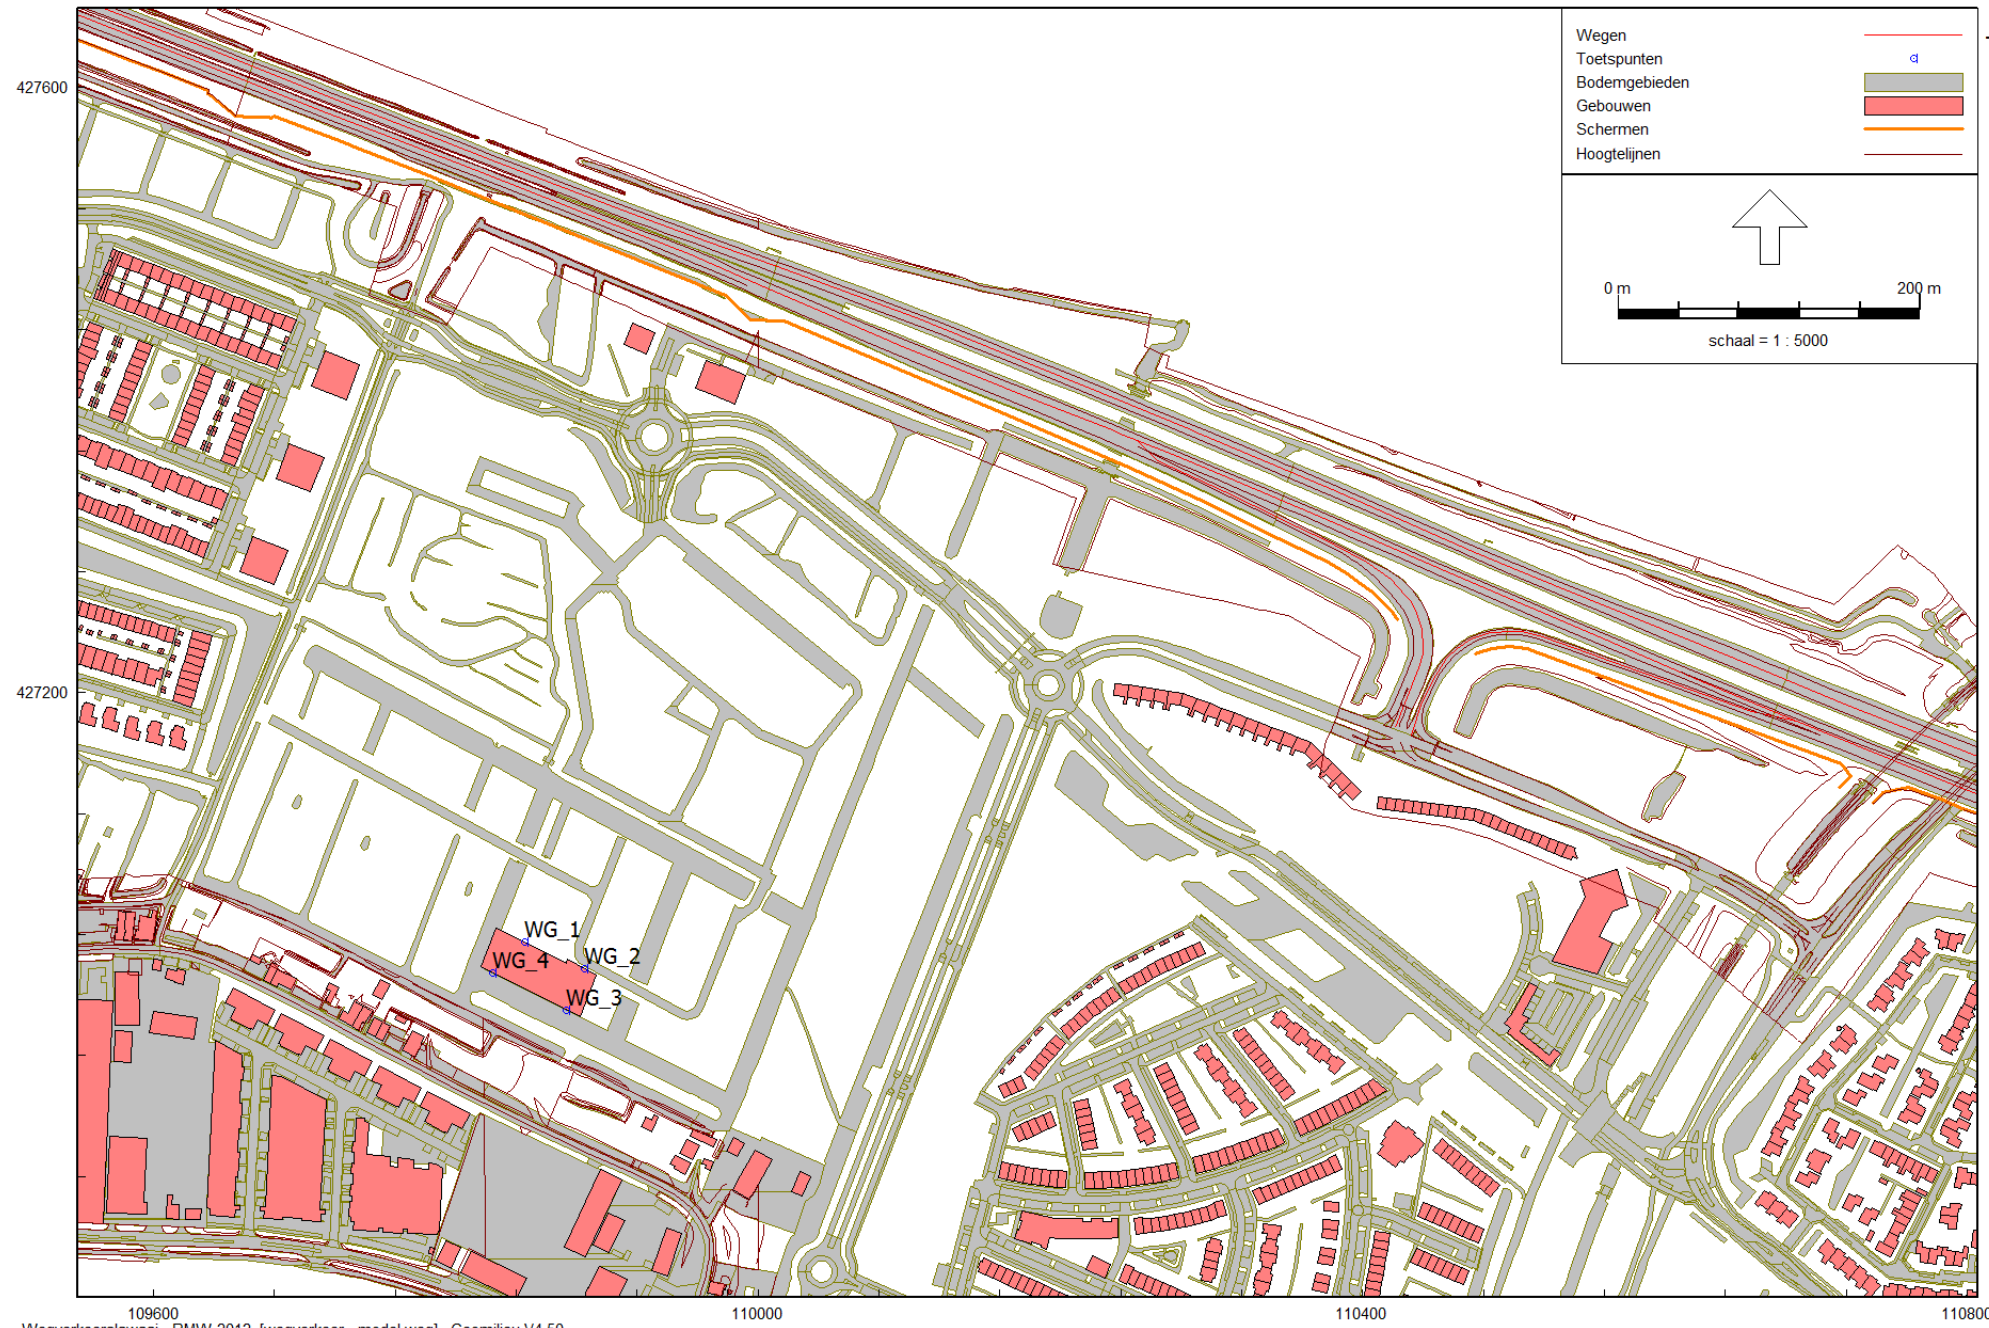 Wegen
Toetspunten
Bodemgebieden
Gebouwen
Schermen
Hoogtelijnen
0 m 200 m
schaal = 1 : 5000
427600
427200
WG_1
WG_2
WG_4
WG_3
109600 110000 110400 110800